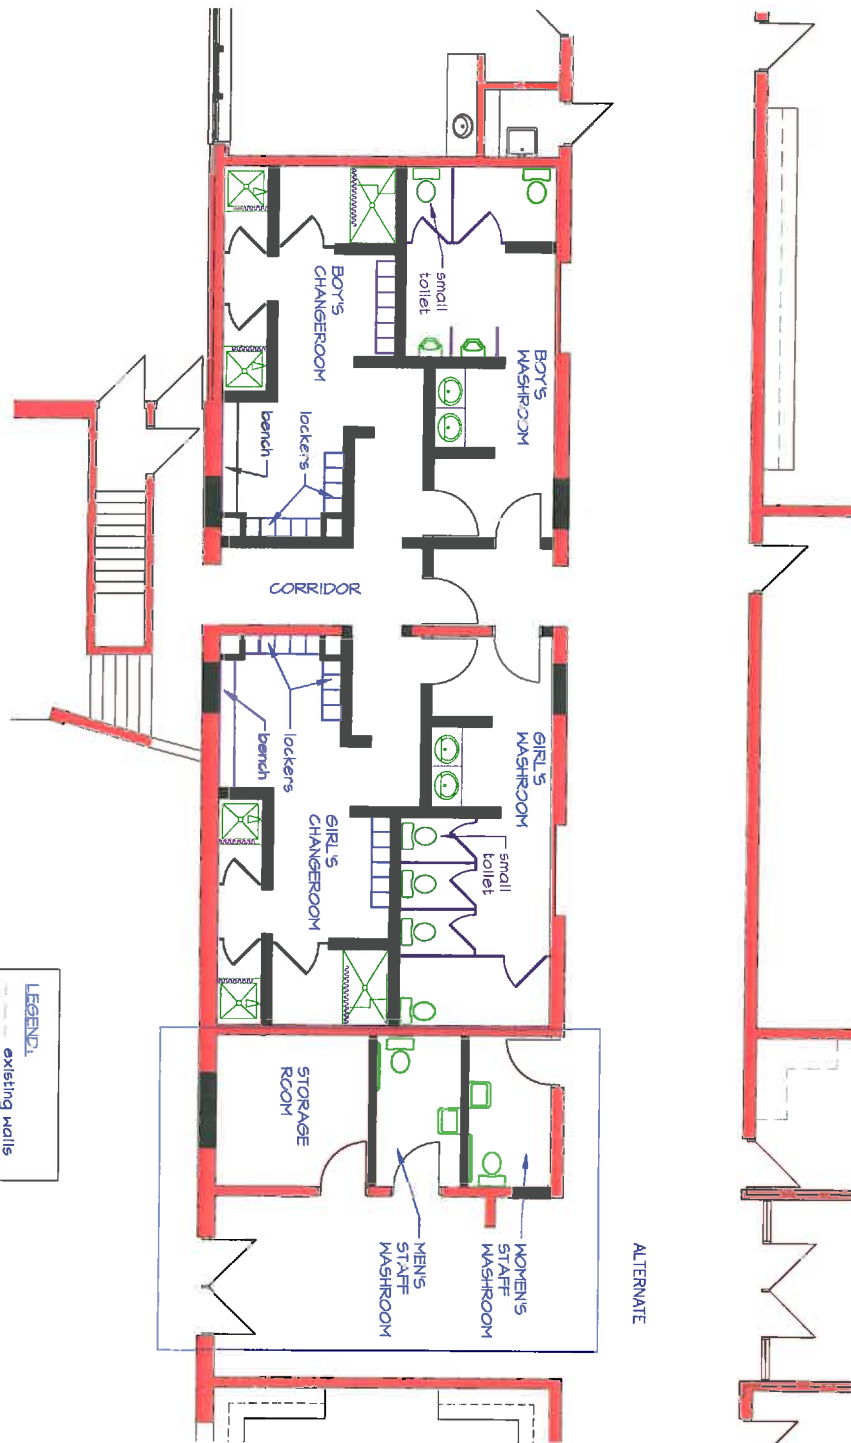 small
toilet
BOY'S
WASHROOM
BOY'S
CHANGEROOM
lockers
bench
CORRIDOR
GIRL'S
WASHROOM
small
toilet
lockers
bench
GIRL'S
CHANGEROOM
STORAGE
ROOM
MEN'S
STAFF
WASHROOM
WOMEN'S
STAFF
WASHROOM
ALTERNATE
LEGEND:
existing walls